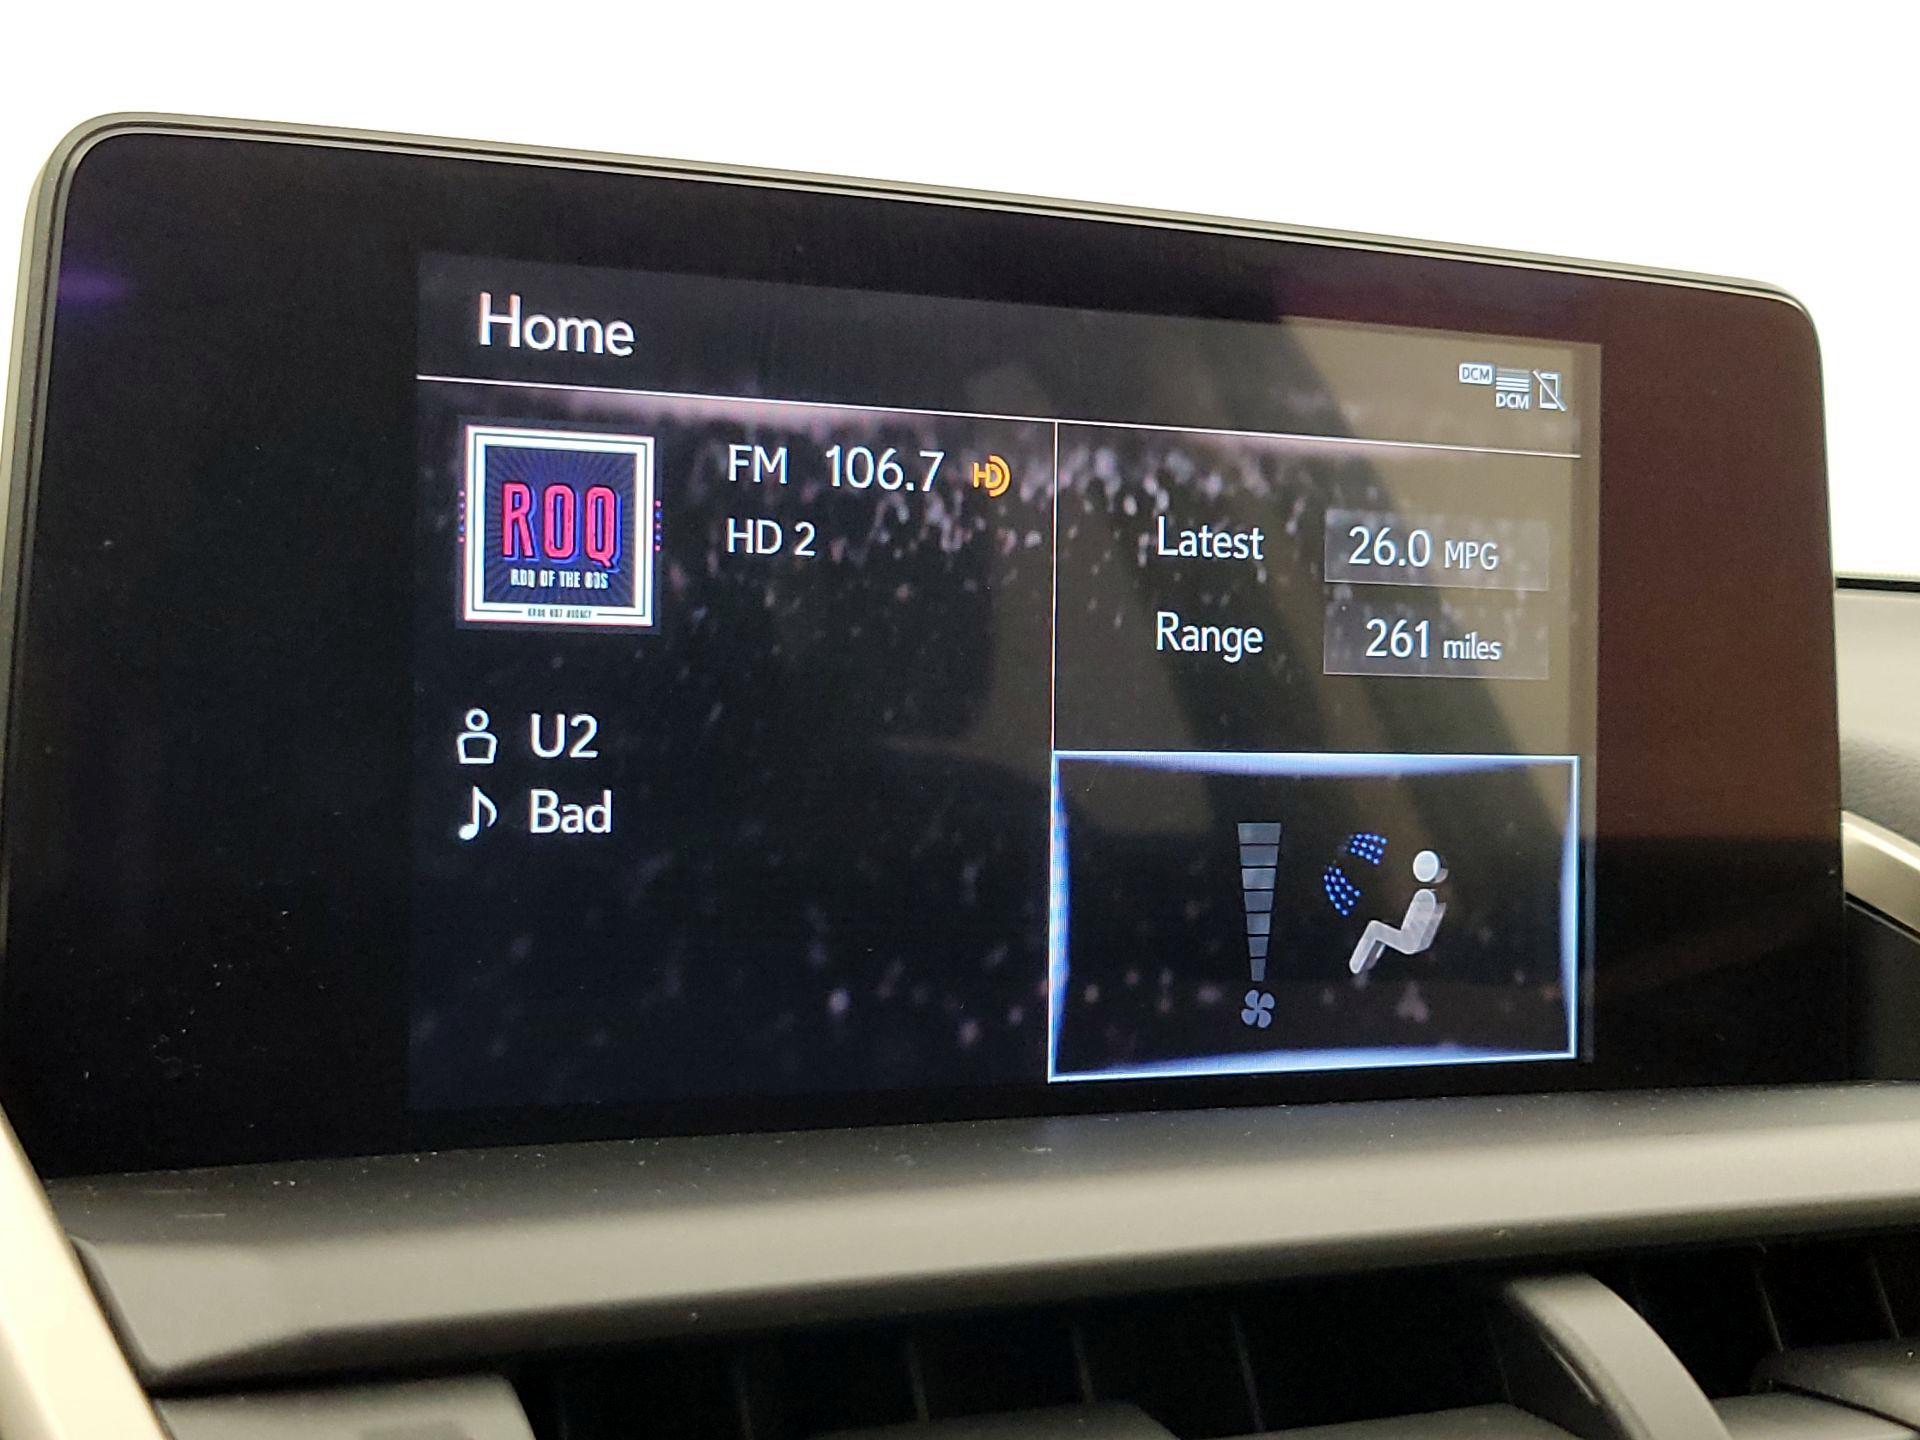 Home
DCM
DCM
ROQ
ROQ OF THE 80S
FM 106.7 HD
HD 2
Latest 26.0 MPG
Range 261 miles
U2
Bad